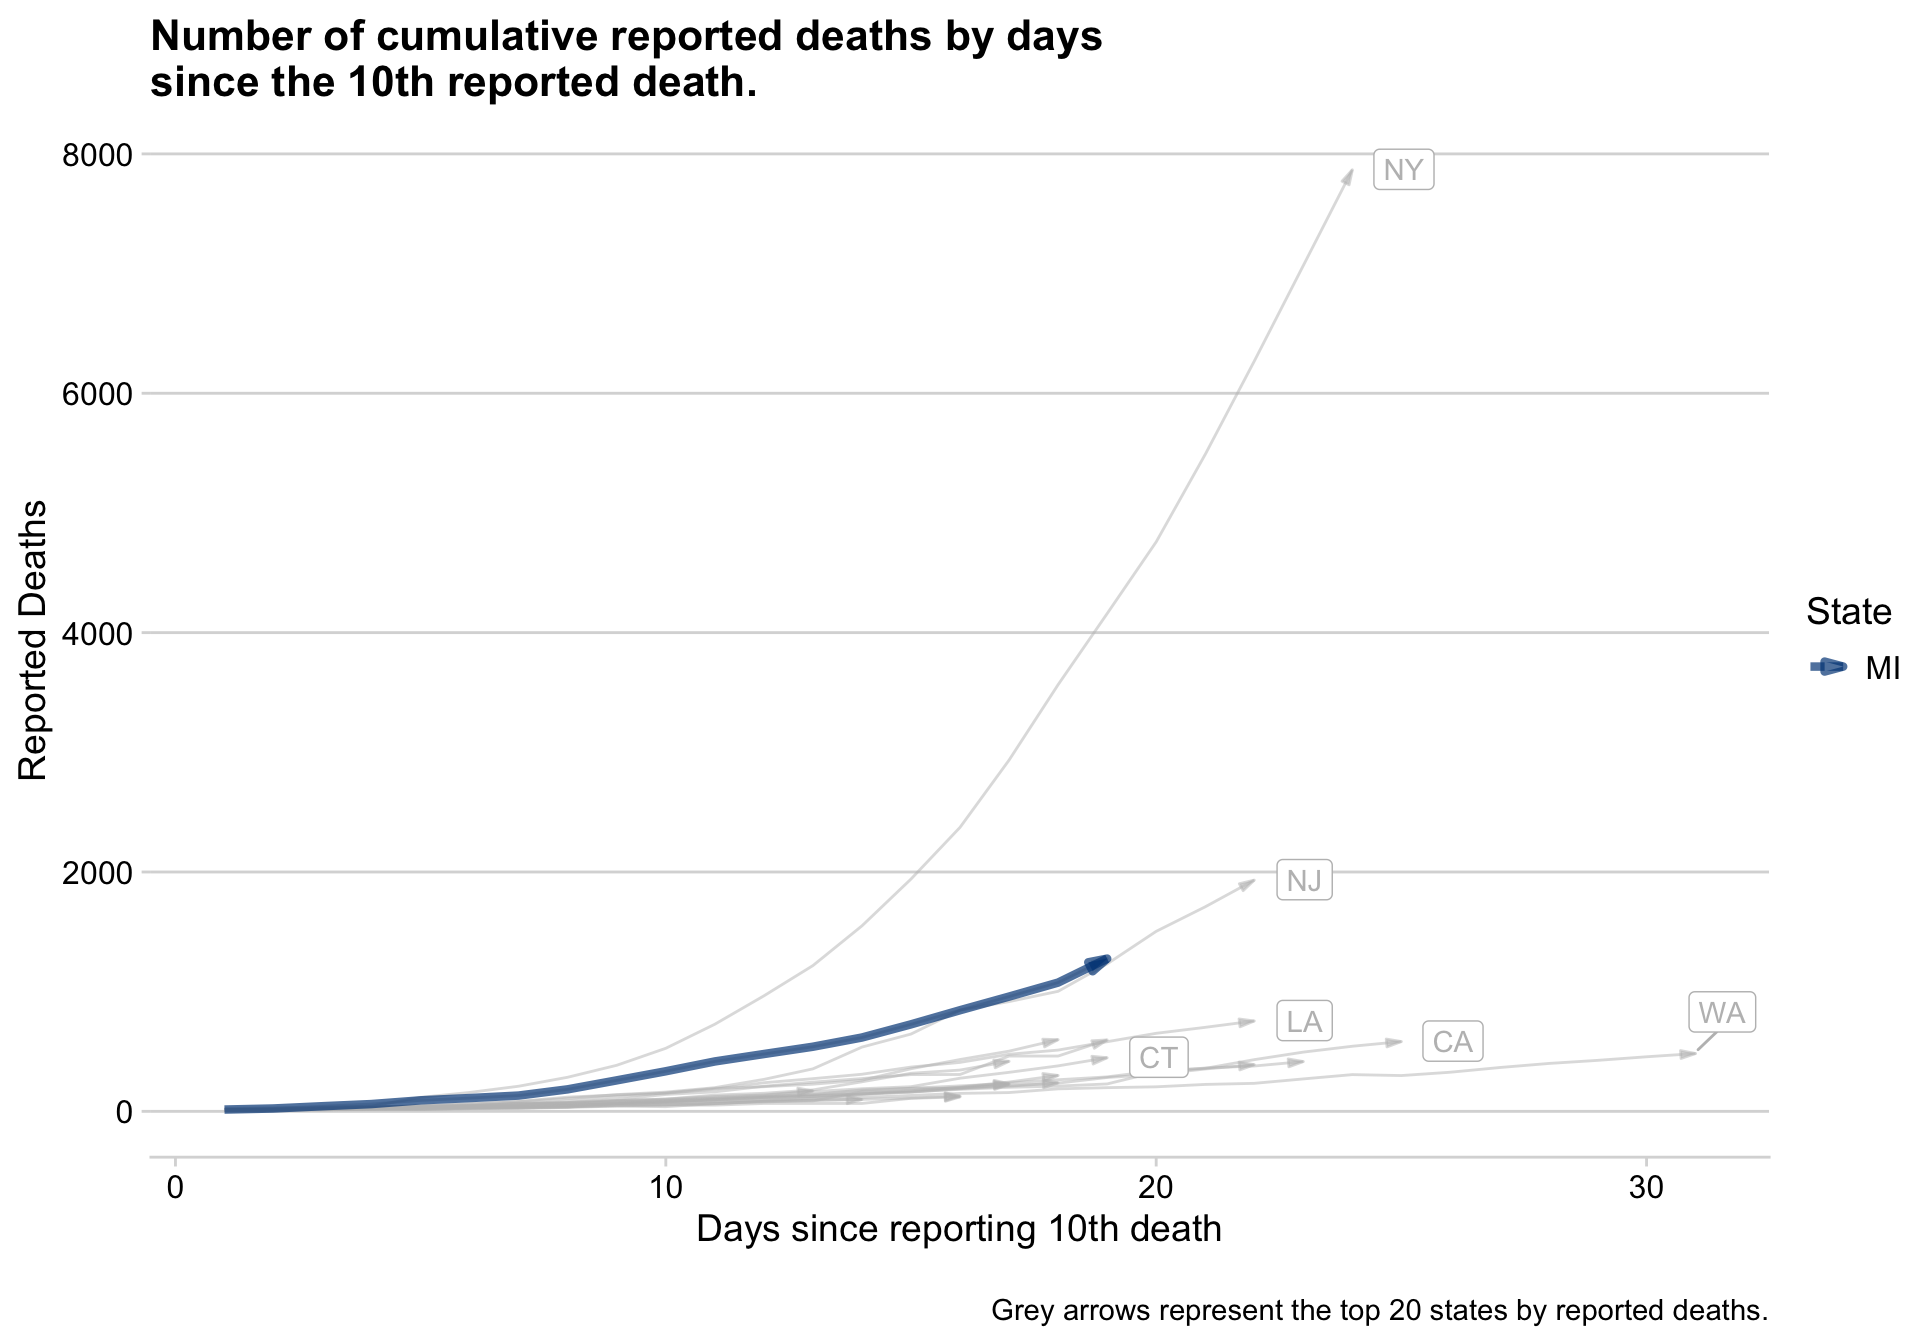 Number of cumulative reported deaths by days
since the 10th reported death.
8000
6000
4000
2000
0
Reported Deaths
NY
NJ
LA
CT
CA
WA
State
MI
0 10 20 30
Days since reporting 10th death
Grey arrows represent the top 20 states by reported deaths.